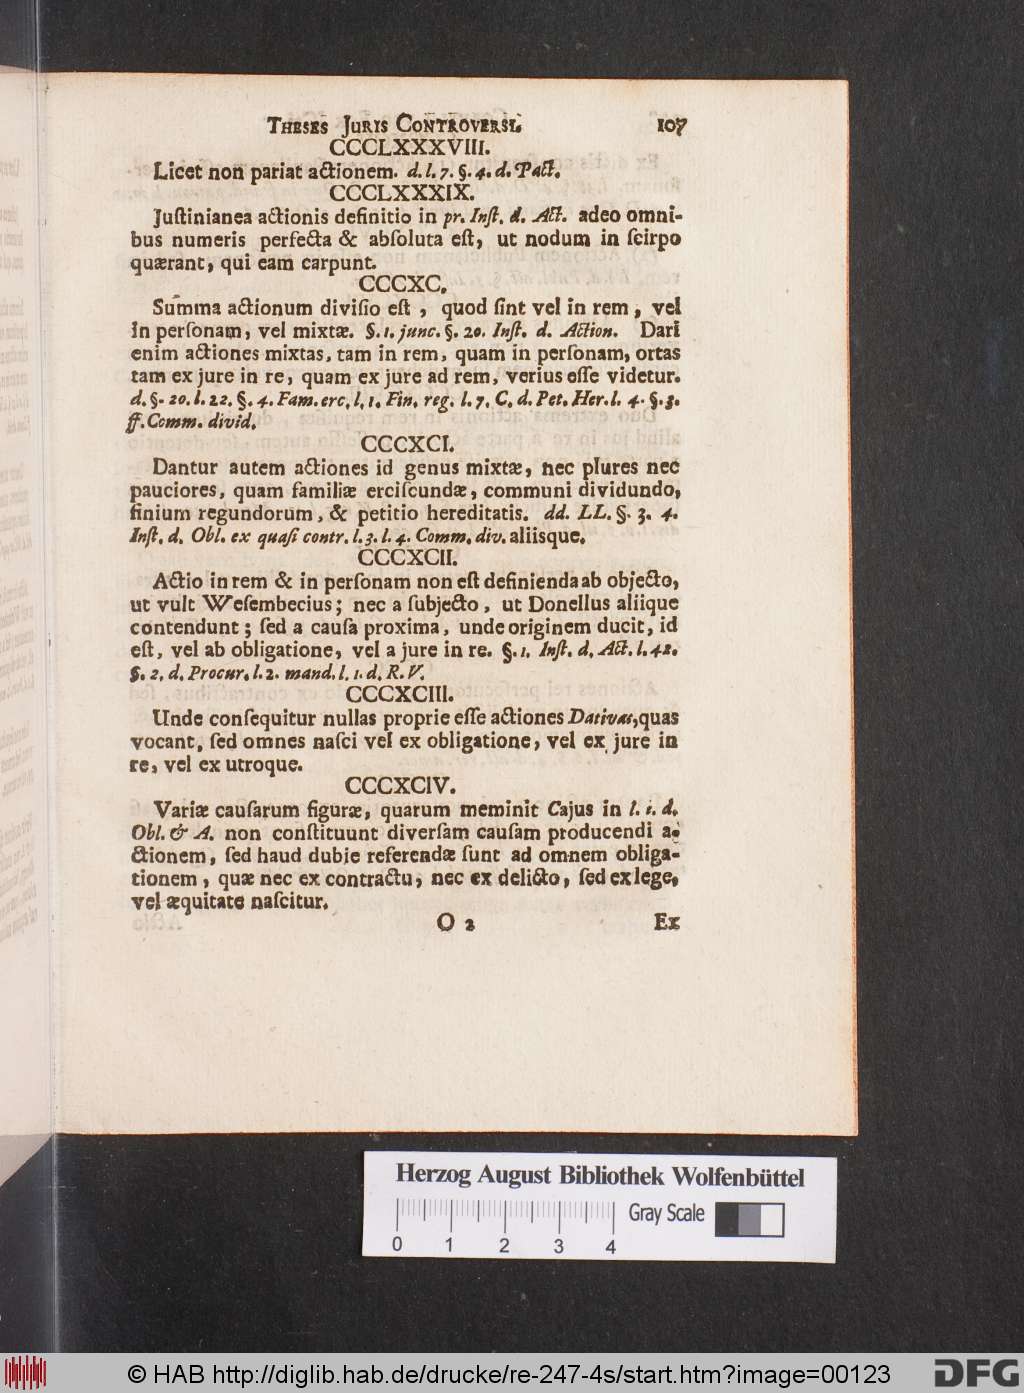 THESES JURIS CONTROVERSI. 107
CCCLXXXVIII.
Licet non pariat actionem. d. l. 7. §. 4. d. Pact.
CCCLXXXIX.
Juſtinianea actionis definitio in pr. Inſt. d. Act. adeo omni-
bus numeris perfecta & abſoluta eſt, ut nodum in ſcirpo
quærant, qui eam carpunt.
CCCXC.
Summa actionum diviſio eſt, quod ſint vel in rem, vel
in perſonam, vel mixtæ. §. 1. junc. §. 20. Inſt. d. Action. Dari
enim actiones mixtas, tam in rem, quam in perſonam, ortas
tam ex jure in re, quam ex jure ad rem, verius eſſe videtur.
d. §. 20. l. 22. §. 4. Fam. erc. l. 1. Fin. reg. l. 7. C. d. Pet. Her. l. 4. §. 3.
ff. Comm. divid.
CCCXCI.
Dantur autem actiones id genus mixtæ, nec plures nec
pauciores, quam familiæ erciſcundæ, communi dividundo,
finium regundorum, & petitio hereditatis. dd. LL. §. 3. 4.
Inſt. d. Obl. ex quaſi contr. l. 3. l. 4. Comm. div. aliisque.
CCCXCII.
Actio in rem & in perſonam non eſt definienda ab objecto,
ut vult Weſembecius; nec a ſubjecto, ut Donellus aliique
contendunt; ſed a cauſa proxima, unde originem ducit, id
eſt, vel ab obligatione, vel a jure in re. §. 1. Inſt. d. Act. l. 42.
§. 2. d. Procur. l. 2. mand. l. 1. d. R. V.
CCCXCIII.
Unde conſequitur nullas proprie eſſe actiones Dativas, quas
vocant, ſed omnes naſci vel ex obligatione, vel ex jure in
re, vel ex utroque.
CCCXCIV.
Variæ cauſarum figuræ, quarum meminit Cajus in l. 1. d.
Obl. & A. non conſtituunt diverſam cauſam producendi a-
ctionem, ſed haud dubie referendæ ſunt ad omnem obliga-
tionem, quæ nec ex contractu, nec ex delicto, ſed ex lege,
vel æquitate naſcitur.
O 2 Ex
Herzog August Bibliothek Wolfenbüttel
Gray Scale
0 1 2 3 4
© HAB http://diglib.hab.de/drucke/re-247-4s/start.htm?image=00123
DFG